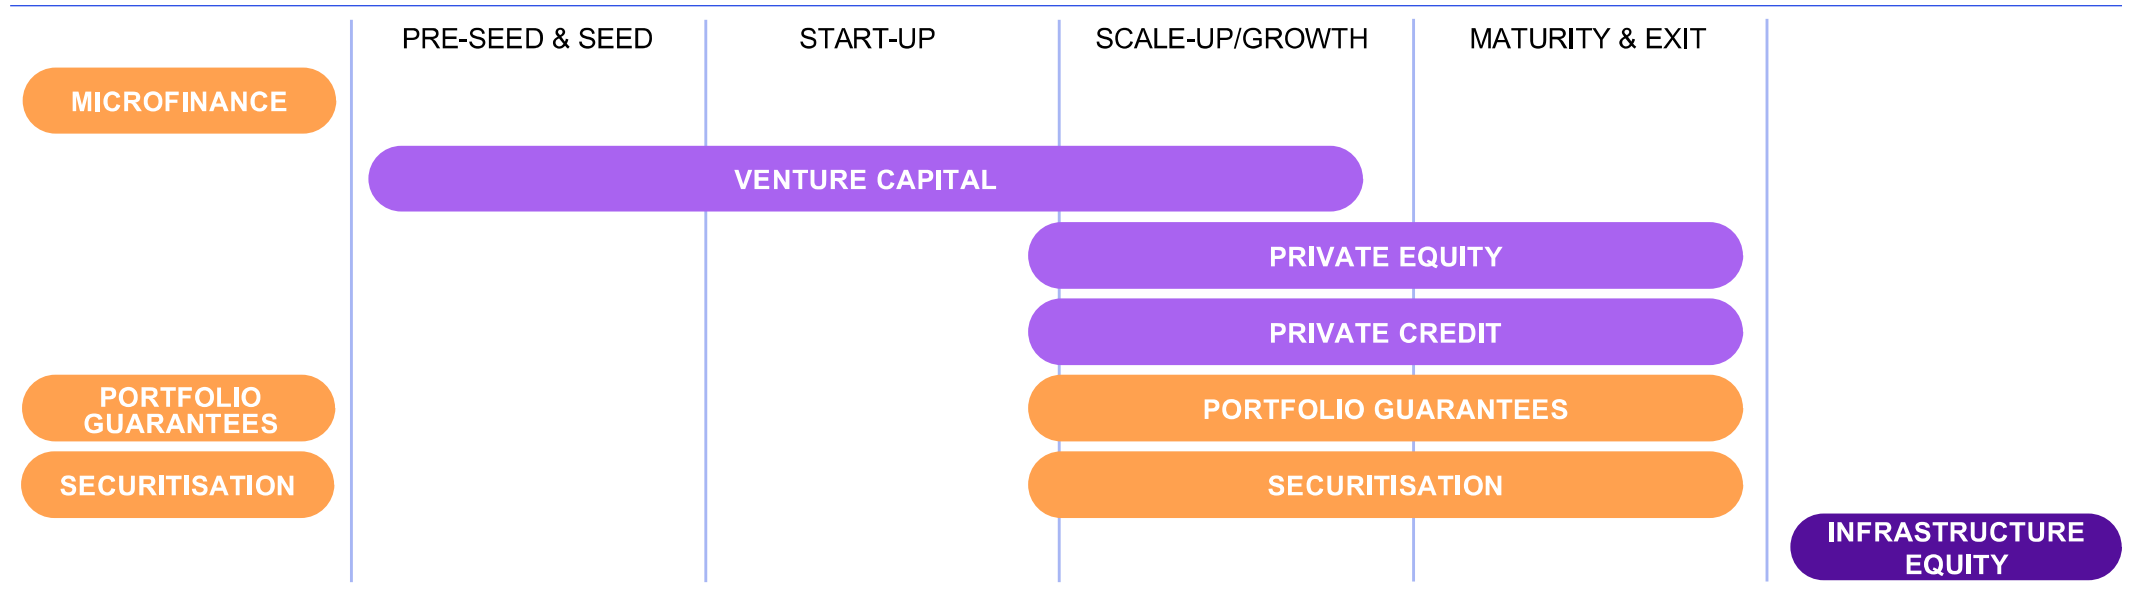 PRE-SEED & SEED
START-UP
SCALE-UP/GROWTH
MATURITY & EXIT
MICROFINANCE
VENTURE CAPITAL
PRIVATE EQUITY
PRIVATE CREDIT
PORTFOLIO
GUARANTEES
PORTFOLIO GUARANTEES
SECURITISATION
SECURITISATION
INFRASTRUCTURE
EQUITY